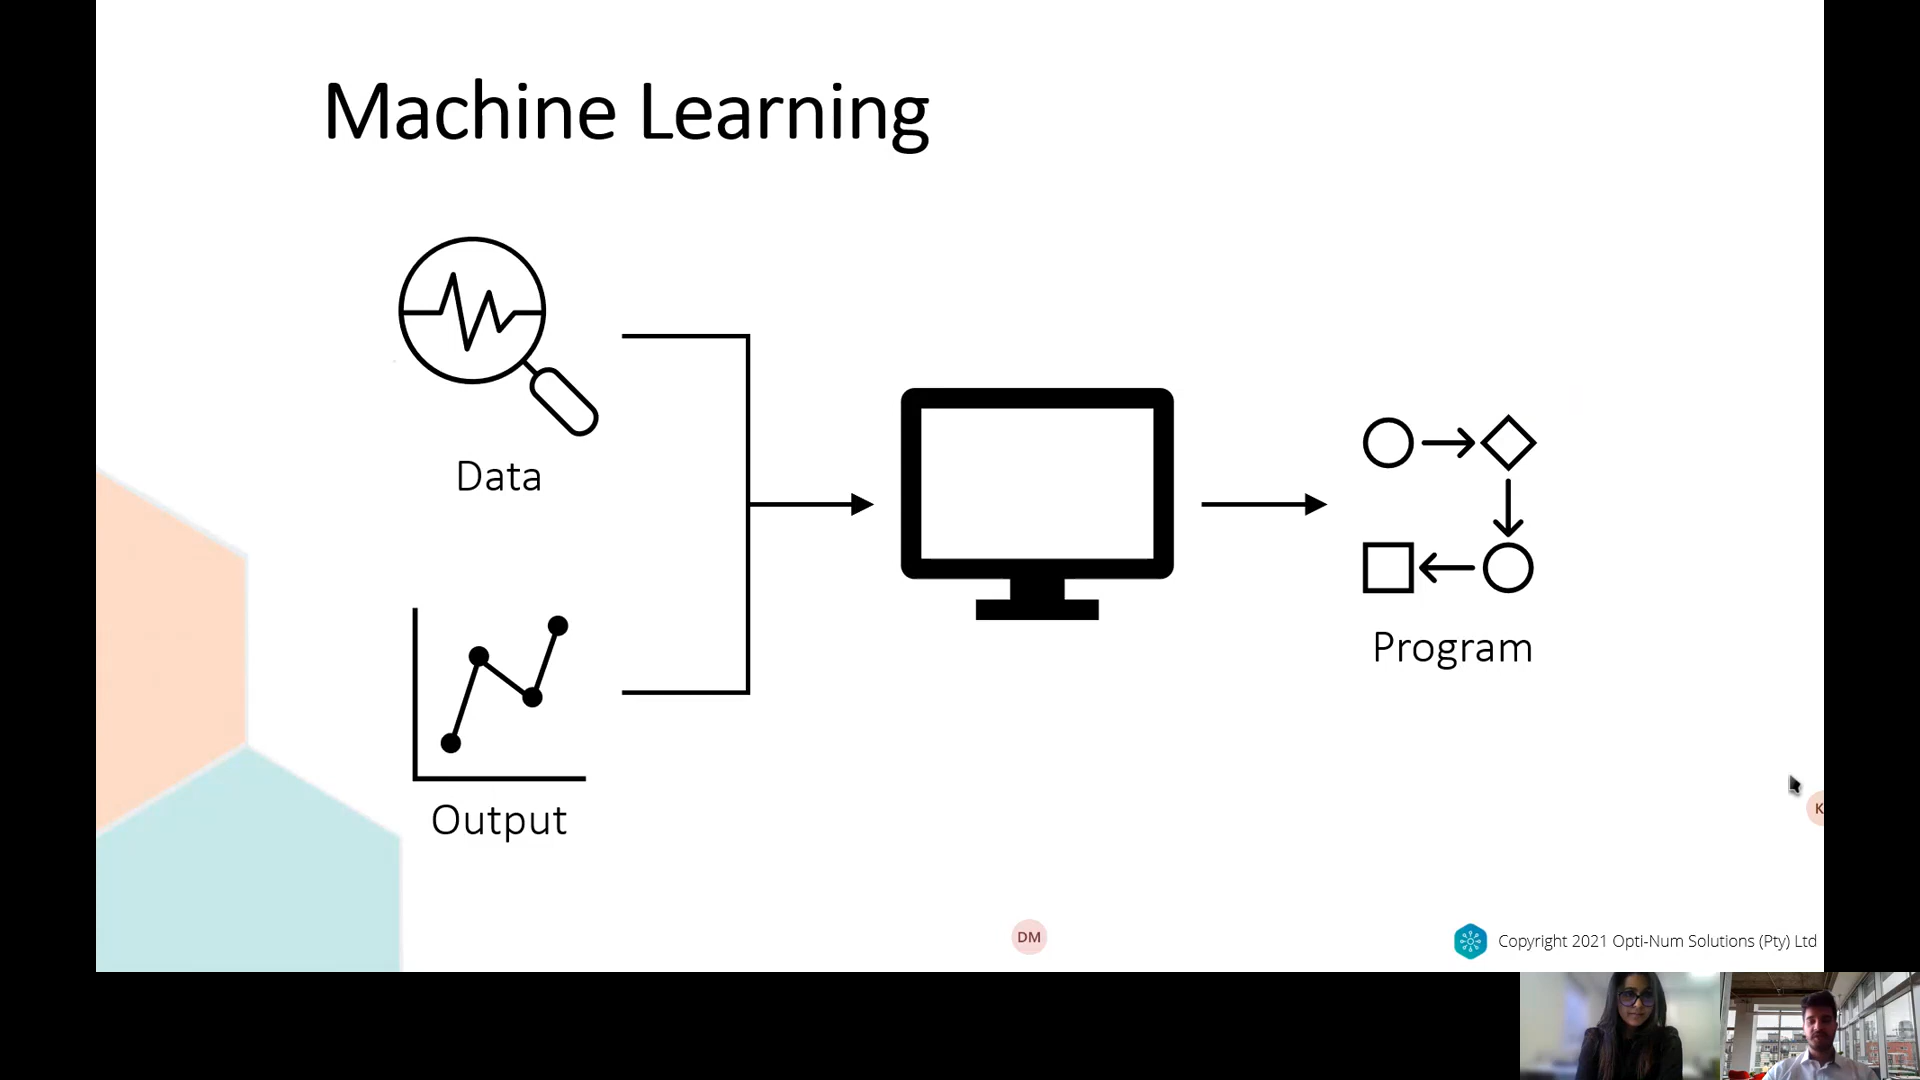 Machine Learning
Data
Output
Program
K
DM
Copyright 2021 Opti-Num Solutions (Pty) Ltd